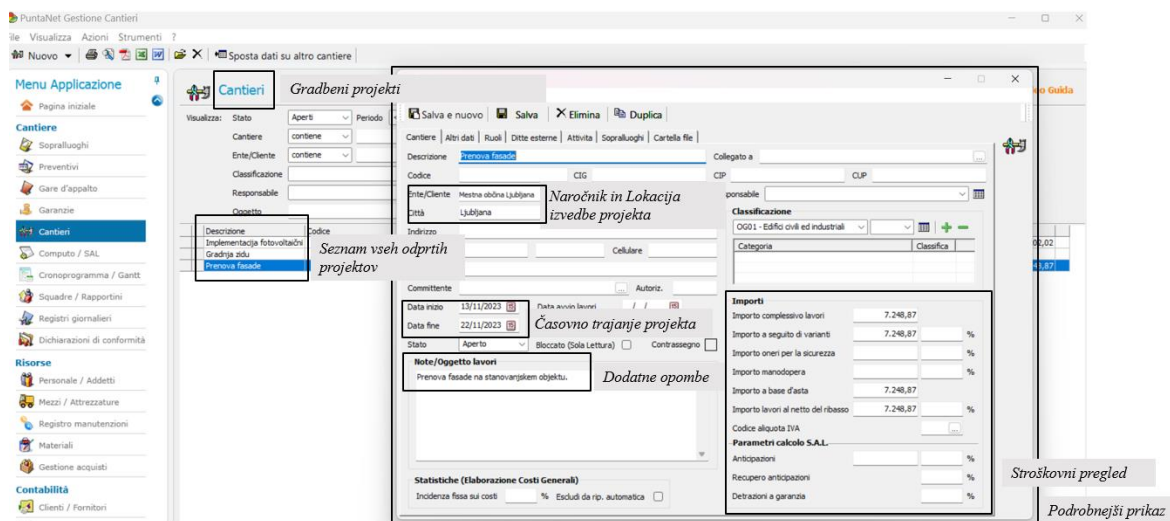 PuntaNet Gestione Cantieri
File Visualizza Azioni Strumenti ?
Nuovo Sposta dati su altro cantiere
Menu Applicazione
Pagina iniziale
Cantiere
Sopralluoghi
Preventivi
Gare d'appalto
Garanzie
Cantieri
Computo / SAL
Cronoprogramma / Gantt
Squadre / Rapportini
Registri giornalieri
Dichiarazioni di conformità
Risorse
Personale / Addetti
Mezzi / Attrezzature
Registro manutenzioni
Materiali
Gestione acquisti
Contabilità
Clienti / Fornitori
Cantieri
Gradbeni projekti
Guida
Visualizza: Stato Aperti Periodo
Cantiere contiene
Ente/Cliente contiene
Classificazione
Responsabile
Oggetto
Descrizione Codice
Implementacija fotovoltaični
Gradnja zidu
Prenova fasade
Seznam vseh odprtih
projektov
Salva e nuovo Salva Elimina Duplica
Cantiere Altri dati Ruoli Ditte esterne Attivita Sopralluoghi Cartella file
Descrizione Prenova fasade Collegato a
Codice CIG CIP CUP
Ente/Cliente Mestna občina Ljubljana
Città Ljubljana
Naročnik in Lokacija
izvedbe projekta
Indirizzo
Cellulare
Committente Autoriz.
Data inizio 13/11/2023 Data avvio lavori / /
Data fine 22/11/2023
Časovno trajanje projekta
Stato Aperto Bloccato (Sola Lettura) Contrassegno
Note/Oggetto lavori
Prenova fasade na stanovanjskem objektu.
Dodatne opombe
Statistiche (Elaborazione Costi Generali)
Incidenza fissa sui costi % Escludi da rip. automatica
Classificazione
OG01 - Edifici civili ed industriali
Categoria Classifica
Importi
Importo complessivo lavori 7.248,87
Importo a seguito di varianti 7.248,87 %
Importo oneri per la sicurezza %
Importo manodopera %
Importo a base d'asta 7.248,87
Importo lavori al netto del ribasso 7.248,87 %
Codice aliquota IVA
Parametri calcolo S.A.L.
Anticipazioni %
Recupero anticipazioni %
Detrazioni a garanzia %
Stroškovni pregled
Podrobnejši prikaz